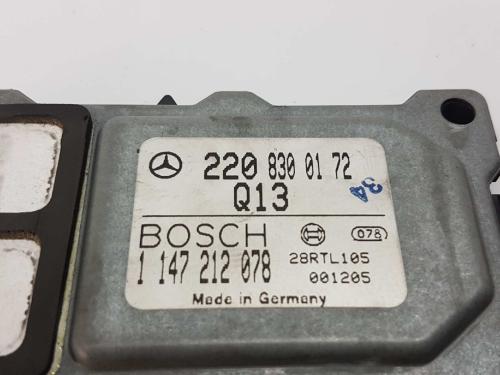 220 830 01 72
Q13
34
BOSCH
078
1 147 212 078
28RTL105
001205
Made in Germany